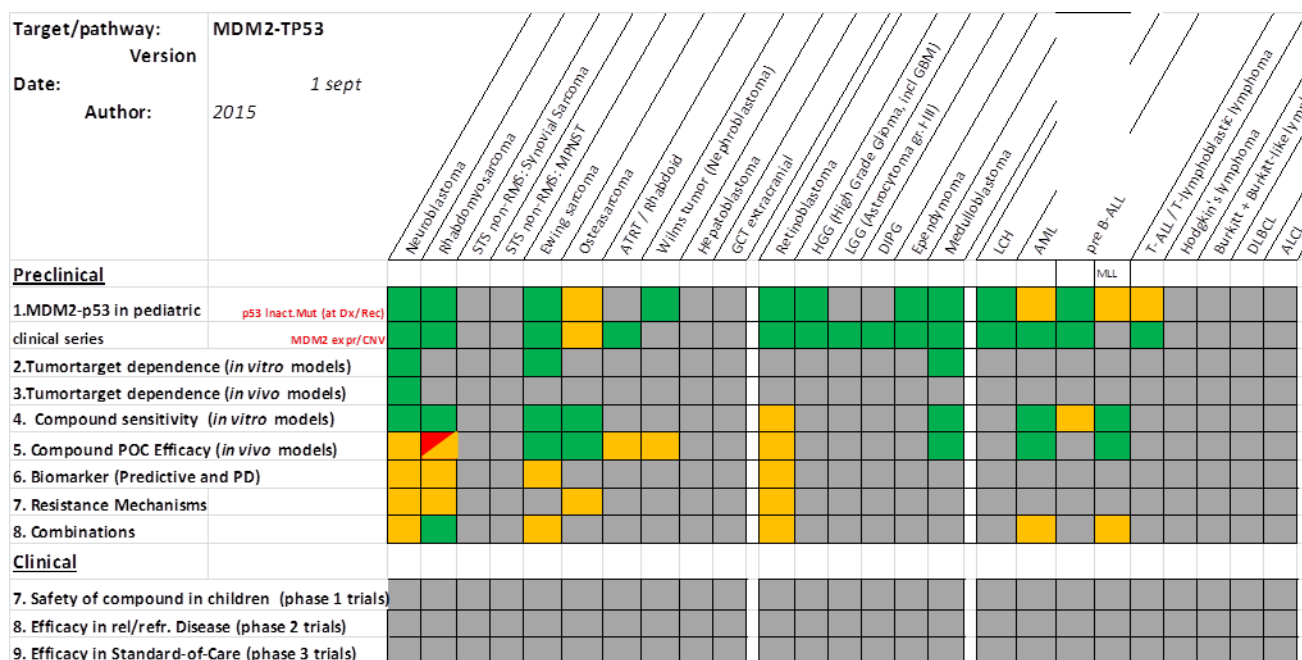 Target/pathway: MDM2-TP53
Version
Date: 1 sept
Author: 2015
Neuroblastoma
Rhabdomyosarcoma
STS non-RMS: Synovial Sarcoma
STS non-RMS: MPNST
Ewing sarcoma
Osteasarcoma
ATRT / Rhabdoid
Wilms tumor (Nephroblastoma)
Hepatoblastoma
GCT extracranial
Retinoblastoma
HGG (High Grade Glioma, incl GBM)
LGG (Astrocytoma gr. I-III)
DIPG
Ependymoma
Medulloblastoma
LCH
AML
pre B-ALL
T- ALL / T-lymphoblastic lymphoma
Hodgkin's lymphoma
Burkitt + Burkitt-like
DLBCL
ALCL
Preclinical
MLL
1.MDM2-p53 in pediatric p53 Inact.Mut (at Dx/Rec)
clinical series MDM2 expr/CNV
2.Tumortarget dependence (in vitro models)
3.Tumortarget dependence (in vivo models)
4. Compound sensitivity (in vitro models)
5. Compound POC Efficacy (in vivo models)
6. Biomarker (Predictive and PD)
7. Resistance Mechanisms
8. Combinations
Clinical
7. Safety of compound in children (phase 1 trials)
8. Efficacy in rel/refr. Disease (phase 2 trials)
9. Efficacy in Standard-of-Care (phase 3 trials)